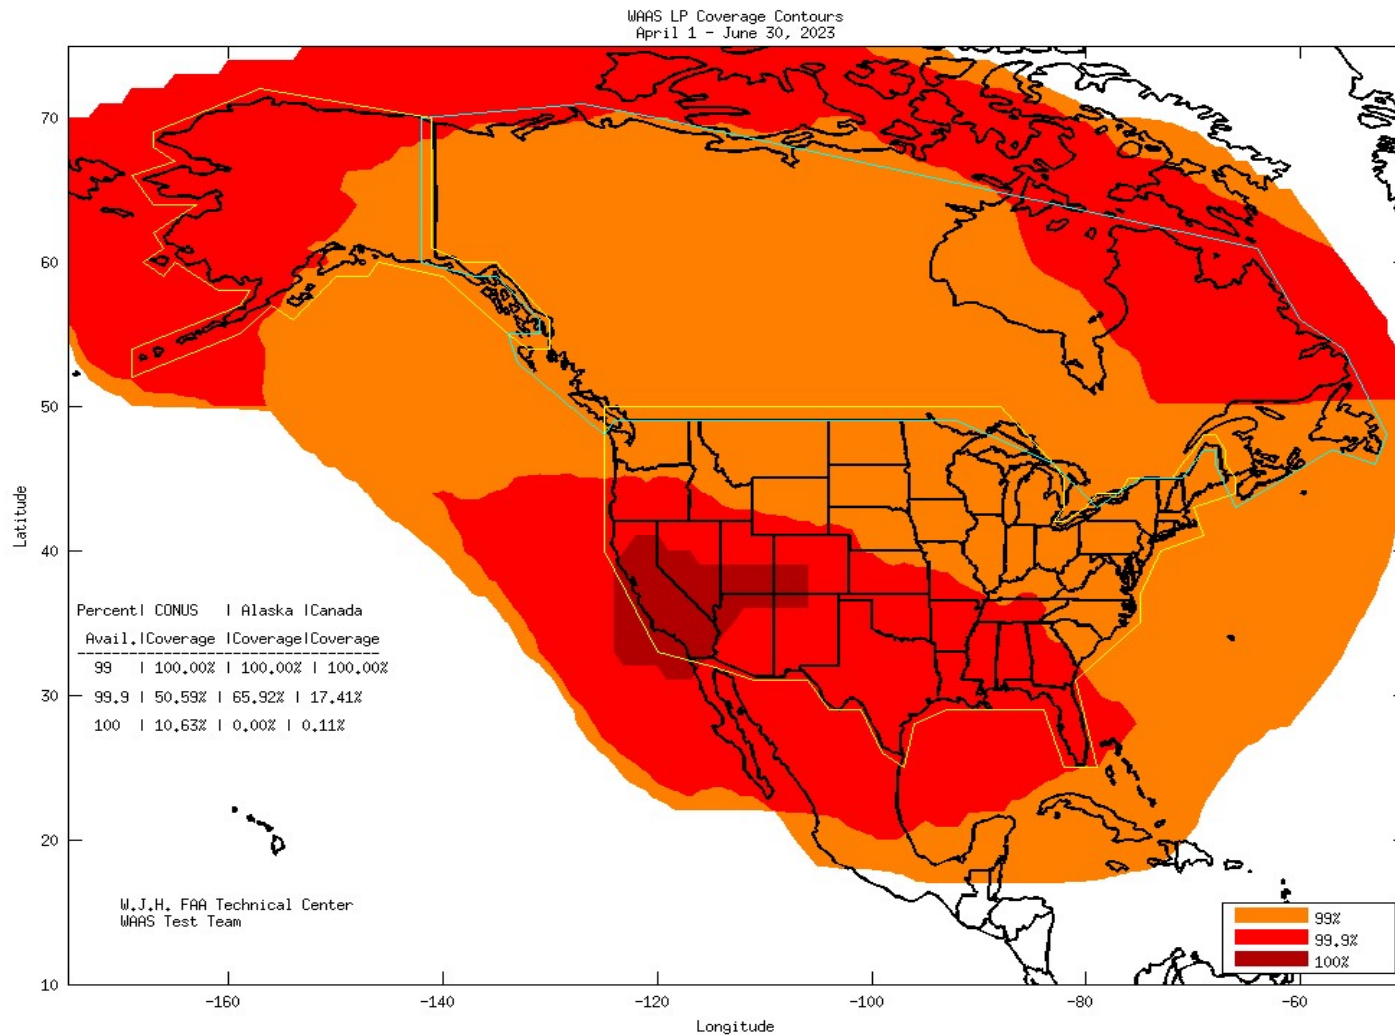 WAAS LP Coverage Contours
April 1 - June 30, 2023
70
60
50
40
30
20
10
Latitude
Percent| CONUS | Alaska |Canada
Avail.|Coverage |Coverage|Coverage
99 | 100.00% | 100.00% | 100.00%
99.9 | 50.59% | 65.92% | 17.41%
100 | 10.63% | 0.00% | 0.11%
W.J.H. FAA Technical Center
WAAS Test Team
99%
99.9%
100%
-160
-140
-120
-100
-80
-60
Longitude